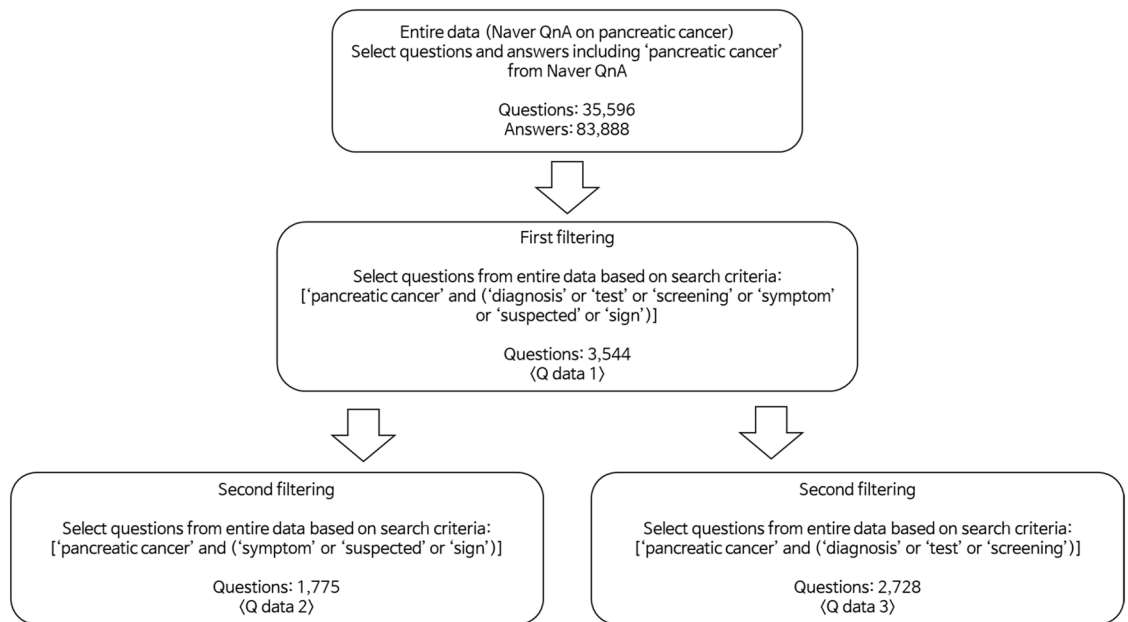 Entire data (Naver QnA on pancreatic cancer)
Select questions and answers including ‘pancreatic cancer’
from Naver QnA
Questions: 35,596
Answers: 83,888
First filtering
Select questions from entire data based on search criteria:
[‘pancreatic cancer’ and (‘diagnosis’ or ‘test’ or ‘screening’ or ‘symptom’
or ‘suspected’ or ‘sign’)]
Questions: 3,544
〈Q data 1〉
Second filtering
Select questions from entire data based on search criteria:
[‘pancreatic cancer’ and (‘symptom’ or ‘suspected’ or ‘sign’)]
Questions: 1,775
〈Q data 2〉
Second filtering
Select questions from entire data based on search criteria:
[‘pancreatic cancer’ and (‘diagnosis’ or ‘test’ or ‘screening’)]
Questions: 2,728
〈Q data 3〉